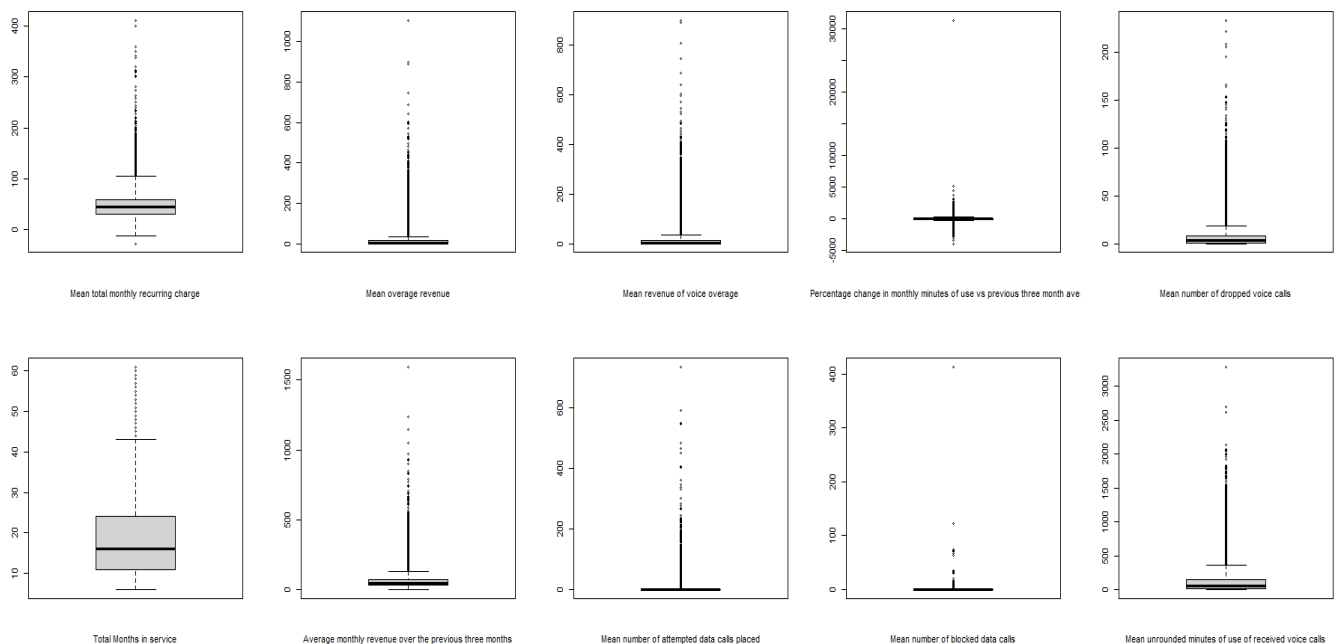 0 100 200 300 400
Mean total monthly recurring charge
0 200 400 600 800 1000
Mean overage revenue
0 200 400 600 800
Mean revenue of voice overage
-5000 0 5000 10000 15000 20000 30000
Percentage change in monthly minutes of use vs previous three month ave
0 50 100 150 200
Mean number of dropped voice calls
10 20 30 40 50 60
Total Months in service
0 500 1000 1500
Average monthly revenue over the previous three months
0 200 400 600
Mean number of attempted data calls placed
0 100 200 300 400
Mean number of blocked data calls
0 500 1000 1500 2000 2500 3000
Mean unrounded minutes of use of received voice calls